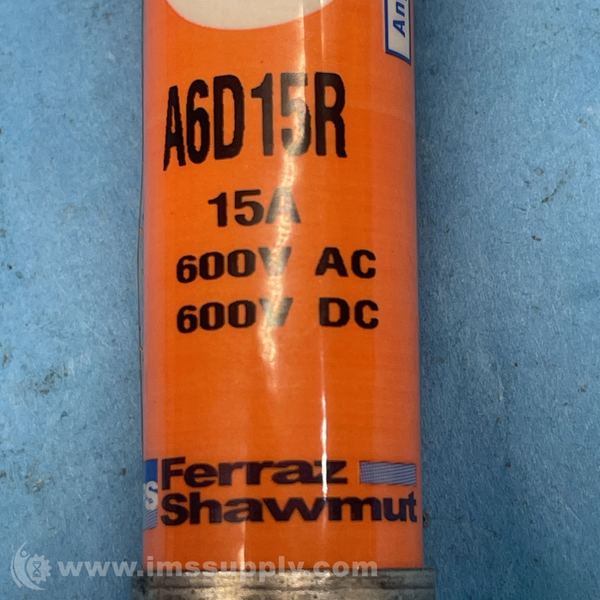 A6D15R
15A
600V AC
600V DC
Ferraz
Shawmut
www.imssupply.com